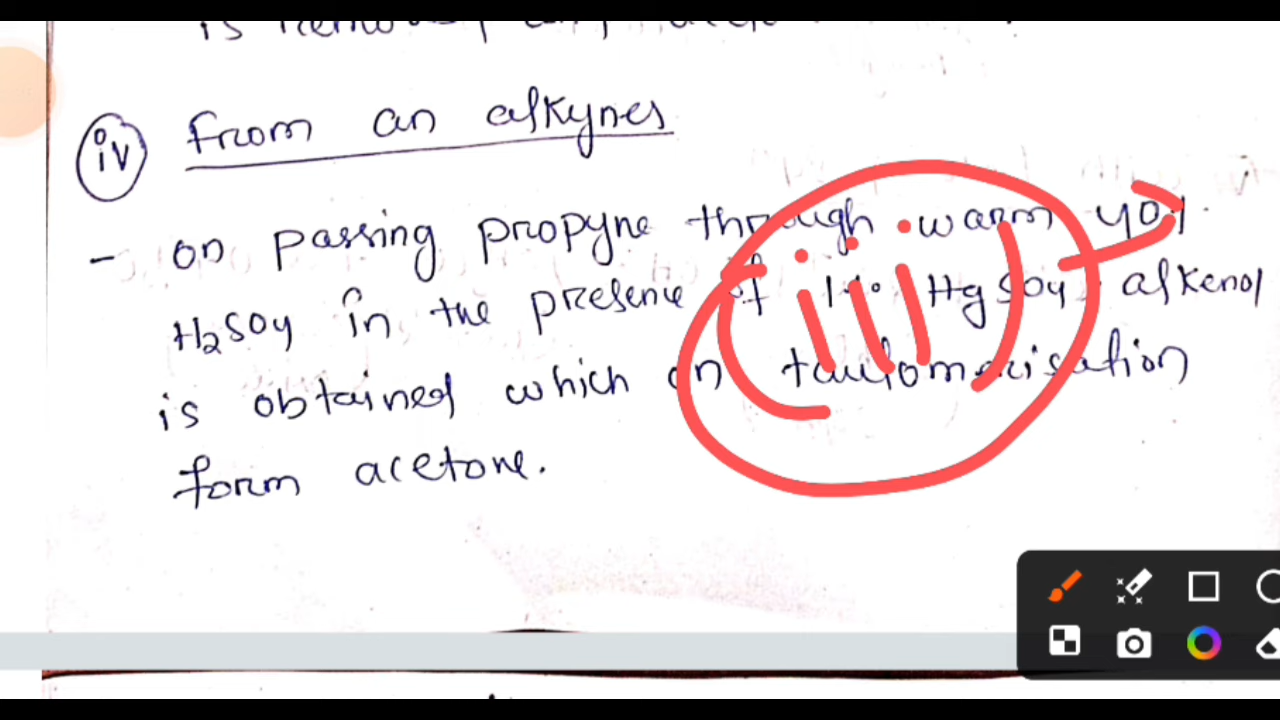 (iv) From an alkynes
- on passing propyne through warm 40%
H2SO4 in the presence of 1% HgSO4, alkenol
is obtained which on tautomerisation
form acetone.
(iii)